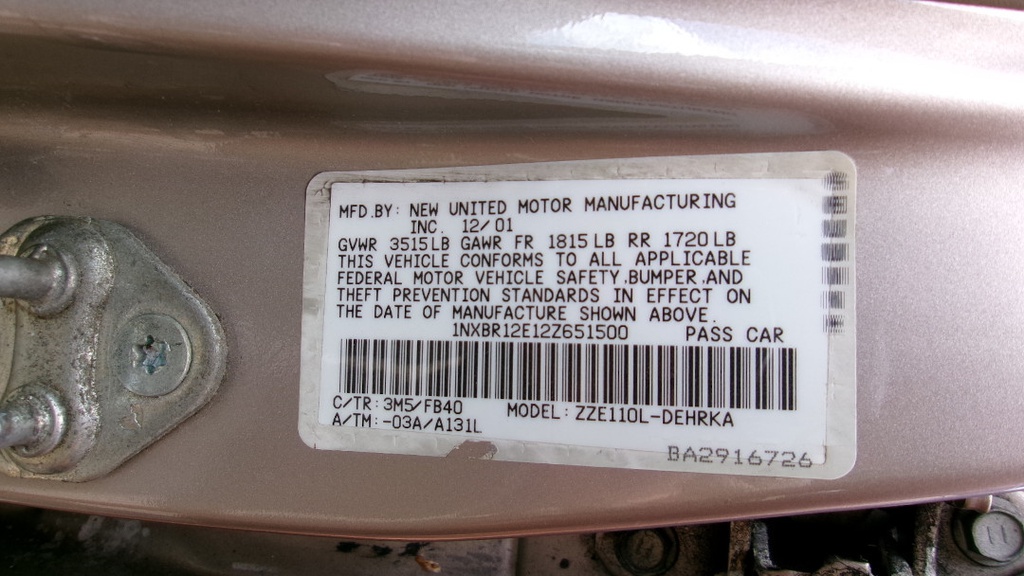 MFD.BY: NEW UNITED MOTOR MANUFACTURING
INC. 12/01
GVWR 3515LB GAWR FR 1815LB RR 1720LB
THIS VEHICLE CONFORMS TO ALL APPLICABLE
FEDERAL MOTOR VEHICLE SAFETY,BUMPER,AND
THEFT PREVENTION STANDARDS IN EFFECT ON
THE DATE OF MANUFACTURE SHOWN ABOVE.
1NXBR12E12Z651500 PASS CAR
C/TR:3M5/FB40 MODEL:ZZE110L-DEHRKA
A/TM:-03A/A131L
BA2916726